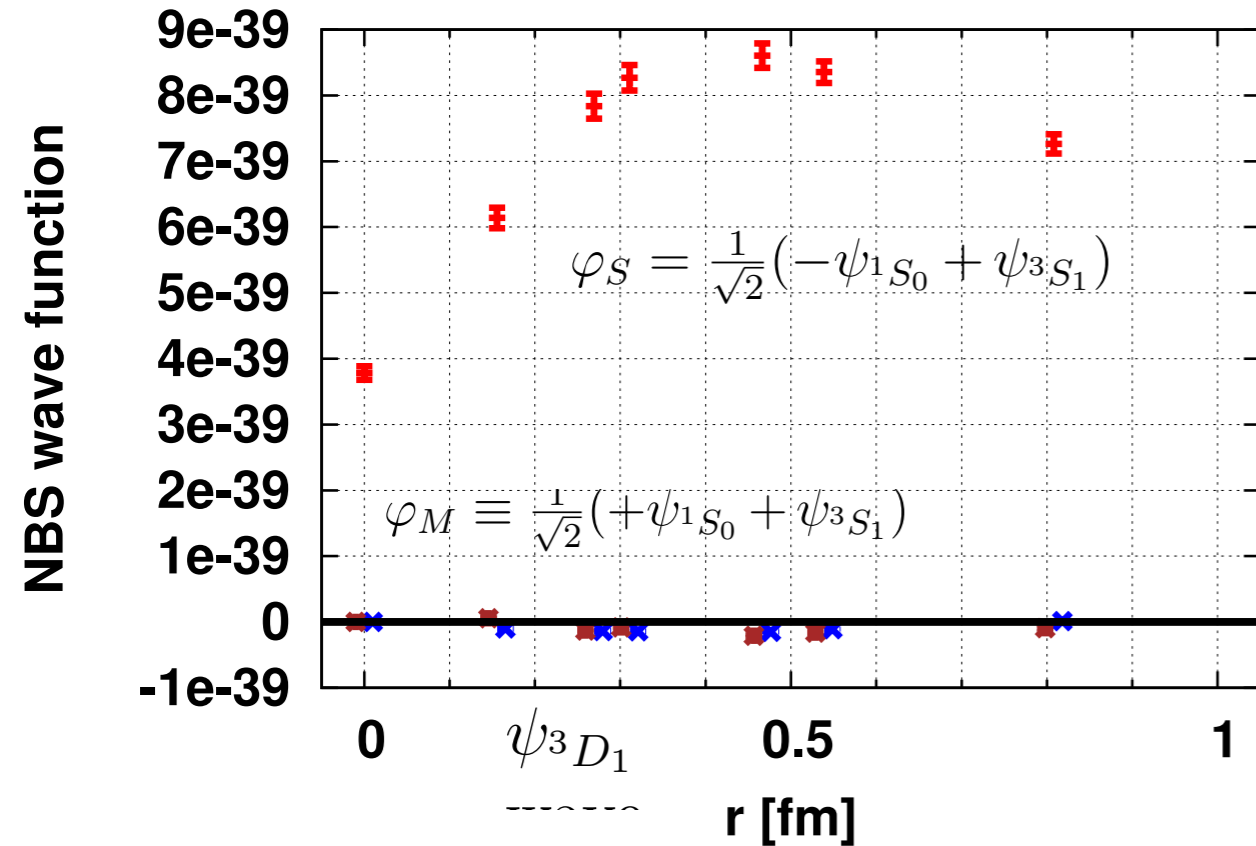 NBS wave function
9e-39
8e-39
7e-39
6e-39
5e-39
4e-39
3e-39
2e-39
1e-39
0
-1e-39
φ_S = 1/√2(−ψ_{¹S₀} + ψ_{³S₁})
φ_M ≡ 1/√2(+ψ_{¹S₀} + ψ_{³S₁})
0 0.5 1
ψ_{³D₁}
r [fm]